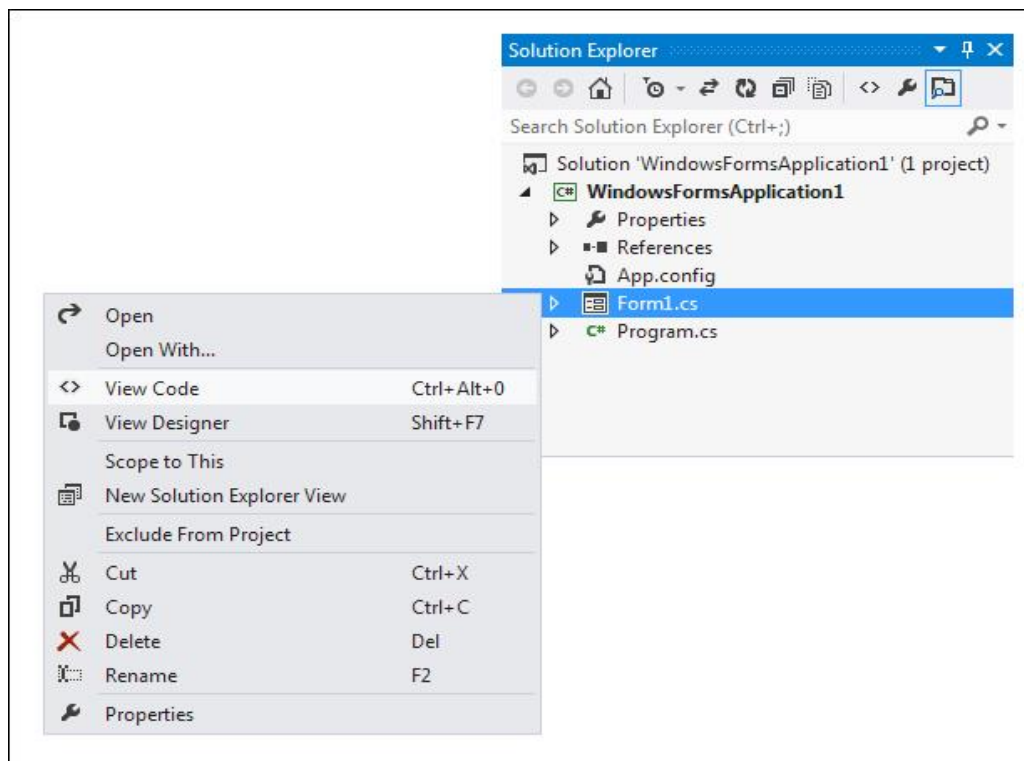 Solution Explorer
Search Solution Explorer (Ctrl+;)
Solution 'WindowsFormsApplication1' (1 project)
C# WindowsFormsApplication1
Properties
References
App.config
Form1.cs
C# Program.cs
Open
Open With...
View Code Ctrl+Alt+0
View Designer Shift+F7
Scope to This
New Solution Explorer View
Exclude From Project
Cut Ctrl+X
Copy Ctrl+C
Delete Del
Rename F2
Properties